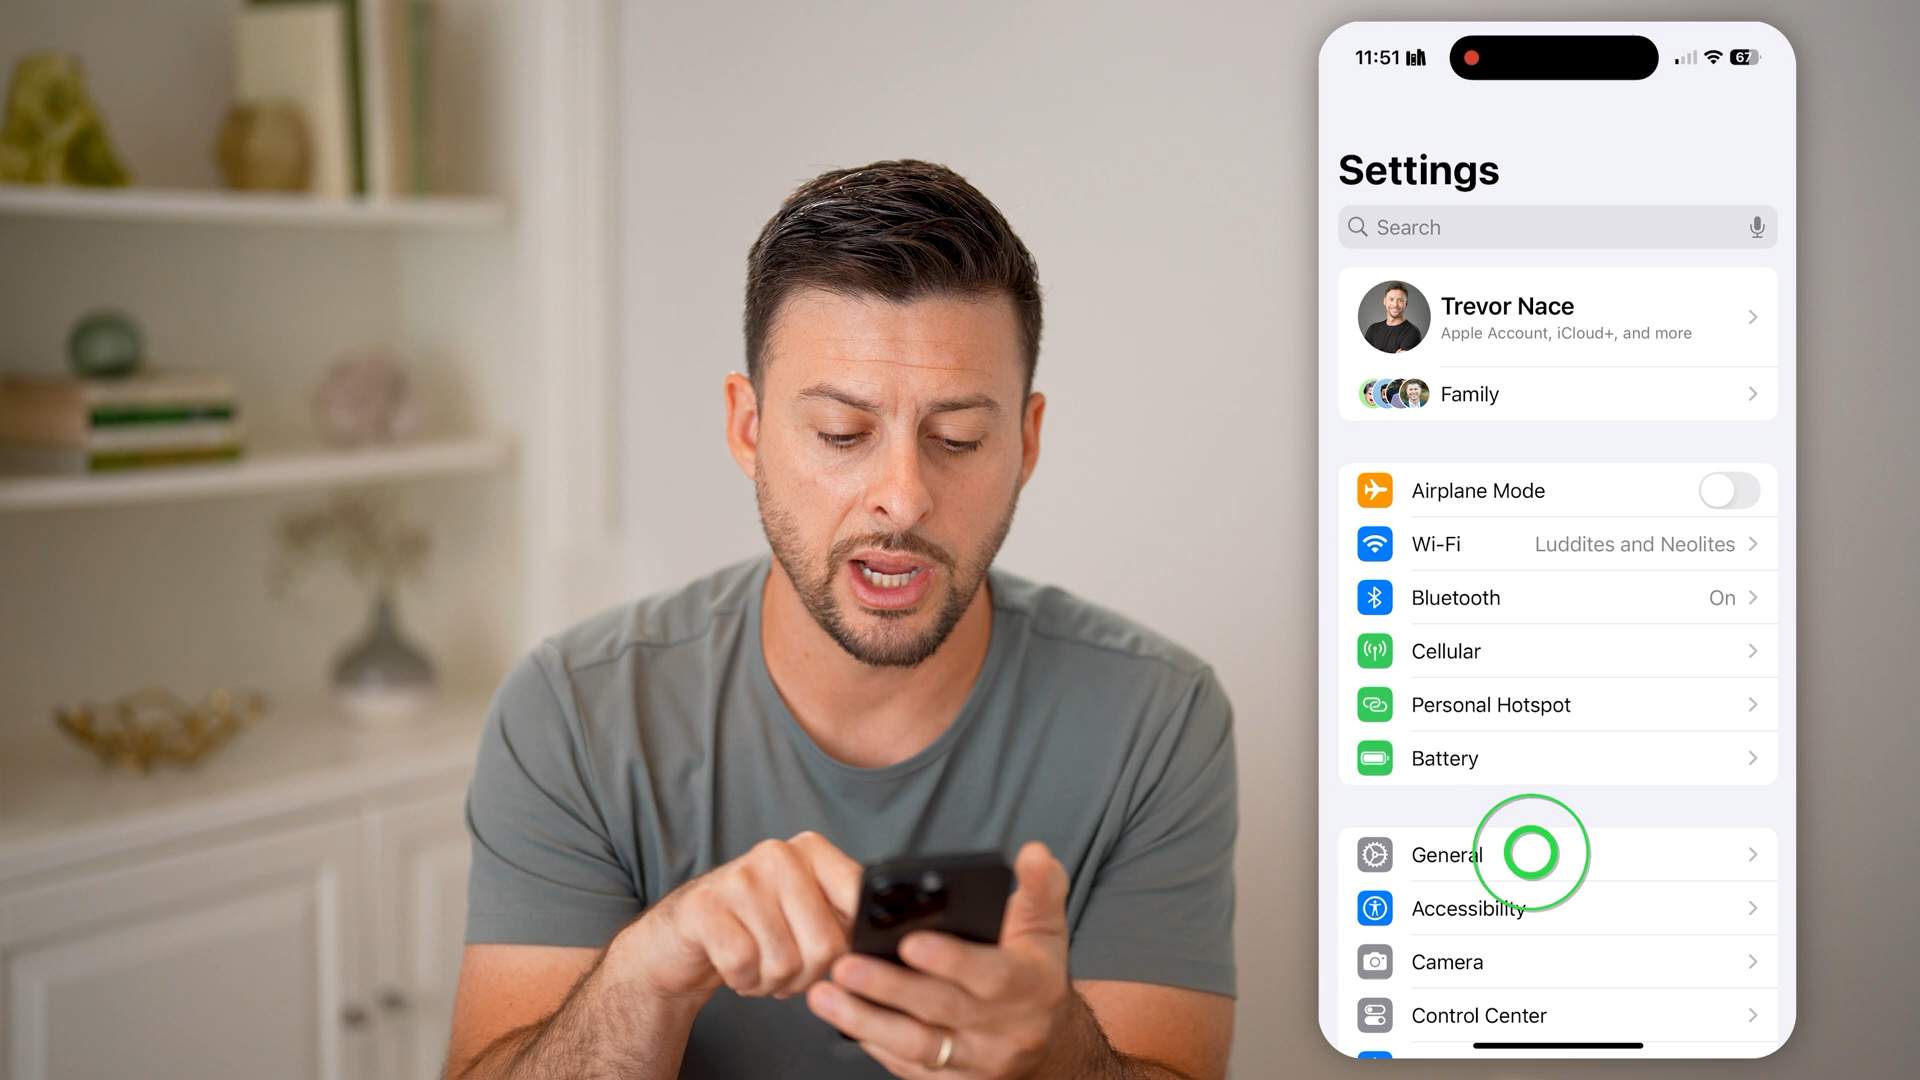 11:51
67
Settings
Search
Trevor Nace
Apple Account, iCloud+, and more
Family
Airplane Mode
Wi-Fi Luddites and Neolites
Bluetooth On
Cellular
Personal Hotspot
Battery
General
Accessibility
Camera
Control Center